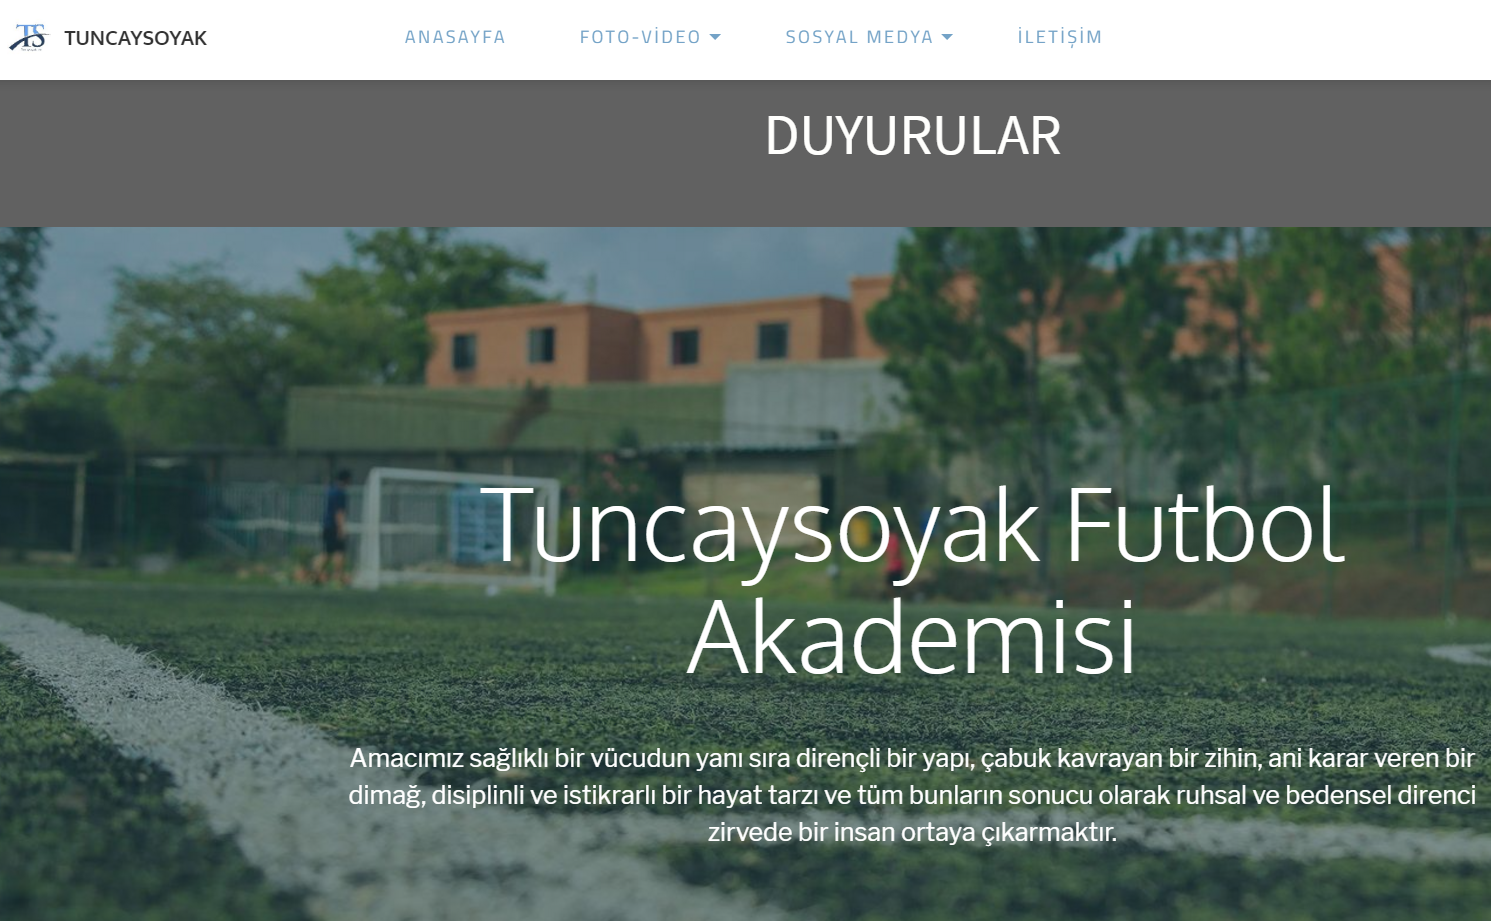 TS
TUNCAYSOYAK
ANASAYFA
FOTO-VİDEO
SOSYAL MEDYA
İLETİŞİM
DUYURULAR
Tuncaysoyak Futbol
Akademisi
Amacımız sağlıklı bir vücudun yanı sıra dirençli bir yapı, çabuk kavrayan bir zihin, ani karar veren bir
dimağ, disiplinli ve istikrarlı bir hayat tarzı ve tüm bunların sonucu olarak ruhsal ve bedensel direnci
zirvede bir insan ortaya çıkarmaktır.